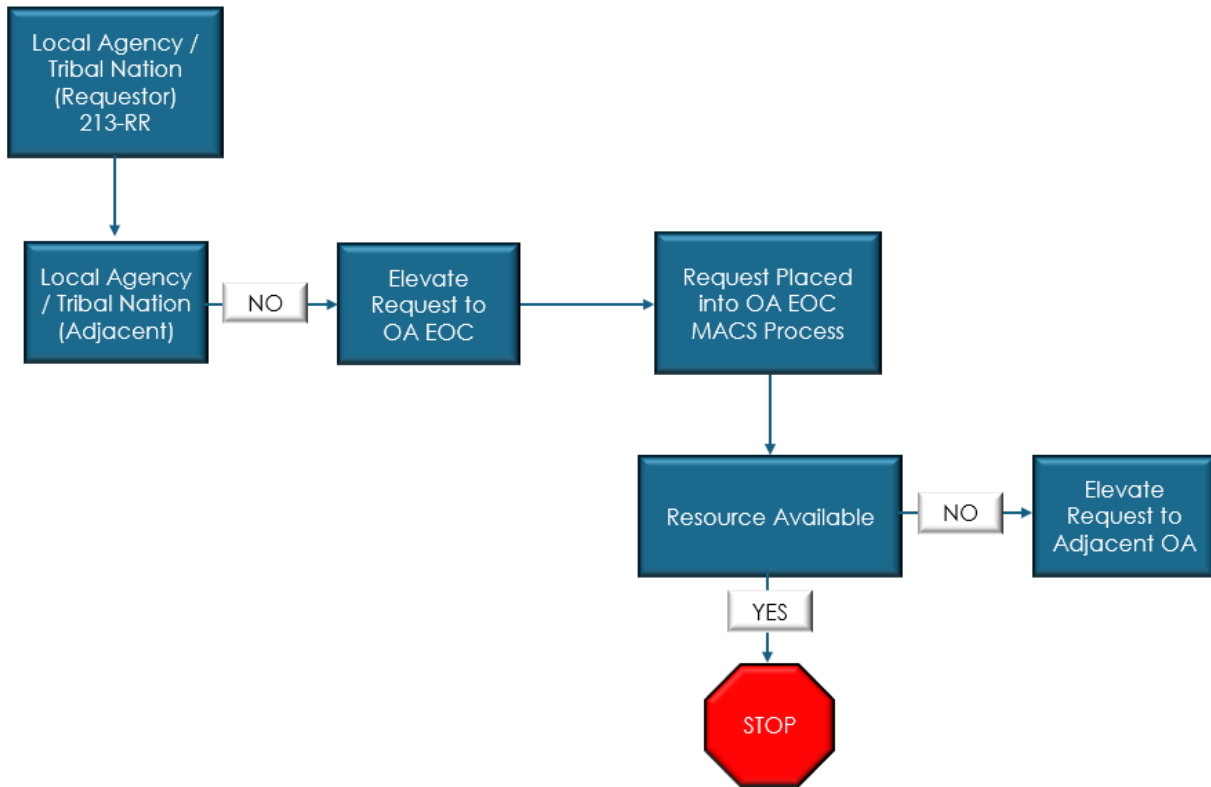 Local Agency /
Tribal Nation
(Requestor)
213-RR
Local Agency
/ Tribal Nation
(Adjacent)
NO
Elevate
Request to
OA EOC
Request Placed
into OA EOC
MACS Process
Resource Available
NO
Elevate
Request to
Adjacent OA
YES
STOP